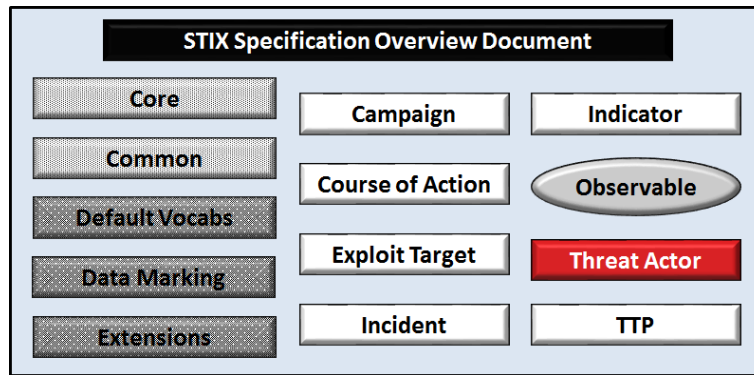 STIX Specification Overview Document
Core
Common
Default Vocabs
Data Marking
Extensions
Campaign
Course of Action
Exploit Target
Incident
Indicator
Observable
Threat Actor
TTP